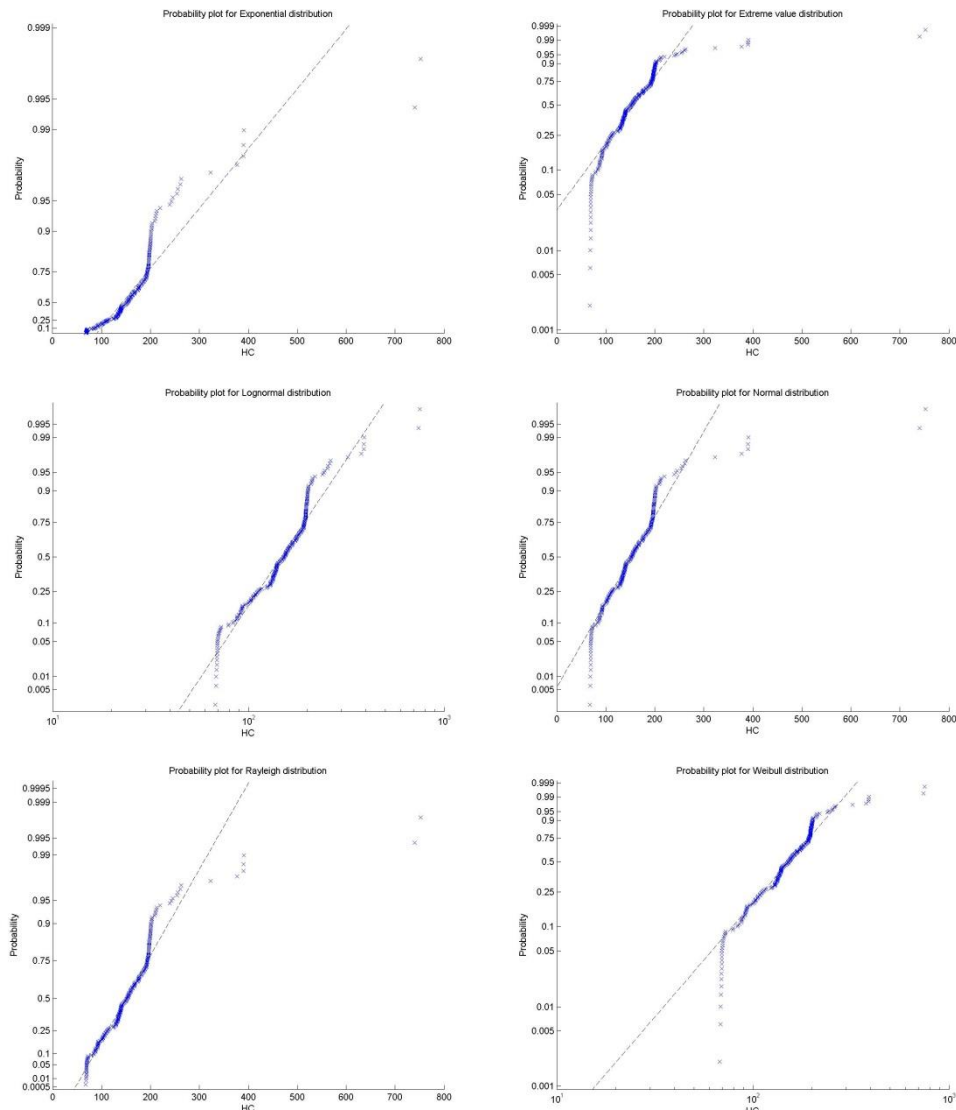 Probability plot for Exponential distribution
0.999
0.995
0.99
0.95
0.9
0.75
0.5
0.25
0.1
Probability
0 100 200 300 400 500 600 700 800
HC
Probability plot for Extreme value distribution
0.999
0.99
0.95
0.9
0.75
0.5
0.25
0.1
0.05
0.01
0.005
0.001
Probability
0 100 200 300 400 500 600 700 800
HC
Probability plot for Lognormal distribution
0.995
0.99
0.95
0.9
0.75
0.5
0.25
0.1
0.05
0.01
0.005
Probability
10¹ 10² 10³
HC
Probability plot for Normal distribution
0.995
0.99
0.95
0.9
0.75
0.5
0.25
0.1
0.05
0.01
0.005
Probability
0 100 200 300 400 500 600 700 800
HC
Probability plot for Rayleigh distribution
0.9995
0.999
0.995
0.99
0.95
0.9
0.75
0.5
0.25
0.1
0.05
0.01
0.0005
Probability
0 100 200 300 400 500 600 700 800
HC
Probability plot for Weibull distribution
0.999
0.99
0.95
0.9
0.75
0.5
0.25
0.1
0.05
0.01
0.005
0.001
Probability
10¹ 10² 10³
HC